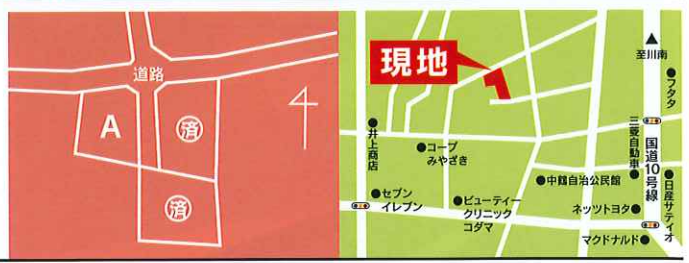 道路
A
済
済
現地
▲
至川南
●フタタ
三菱自動車●
国道10号線
●井上商店
●コープ
みやざき
●中鶴自治公民館
●日産サティオ
●セブン
イレブン
●ビューティー
クリニック
コダマ
ネッツトヨタ●
マクドナルド●